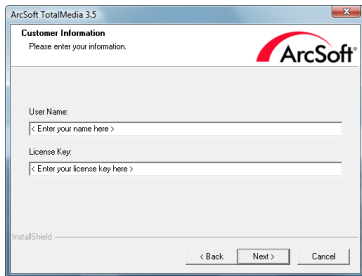 ArcSoft TotalMedia 3.5
Customer Information
Please enter your information.
ArcSoft®
User Name:
< Enter your name here >
License Key:
< Enter your license key here >
InstallShield
< Back
Next >
Cancel